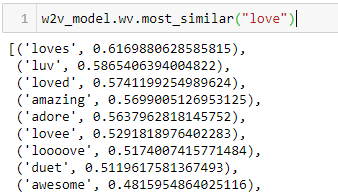 1 w2v_model.wv.most_similar("love")
[('loves', 0.6169880628585815),
('luv', 0.5865406394004822),
('loved', 0.5741199254989624),
('amazing', 0.5699005126953125),
('adore', 0.5637962818145752),
('lovee', 0.5291818976402283),
('loooove', 0.5174007415771484),
('duet', 0.5119617581367493),
('awesome', 0.4815954864025116),